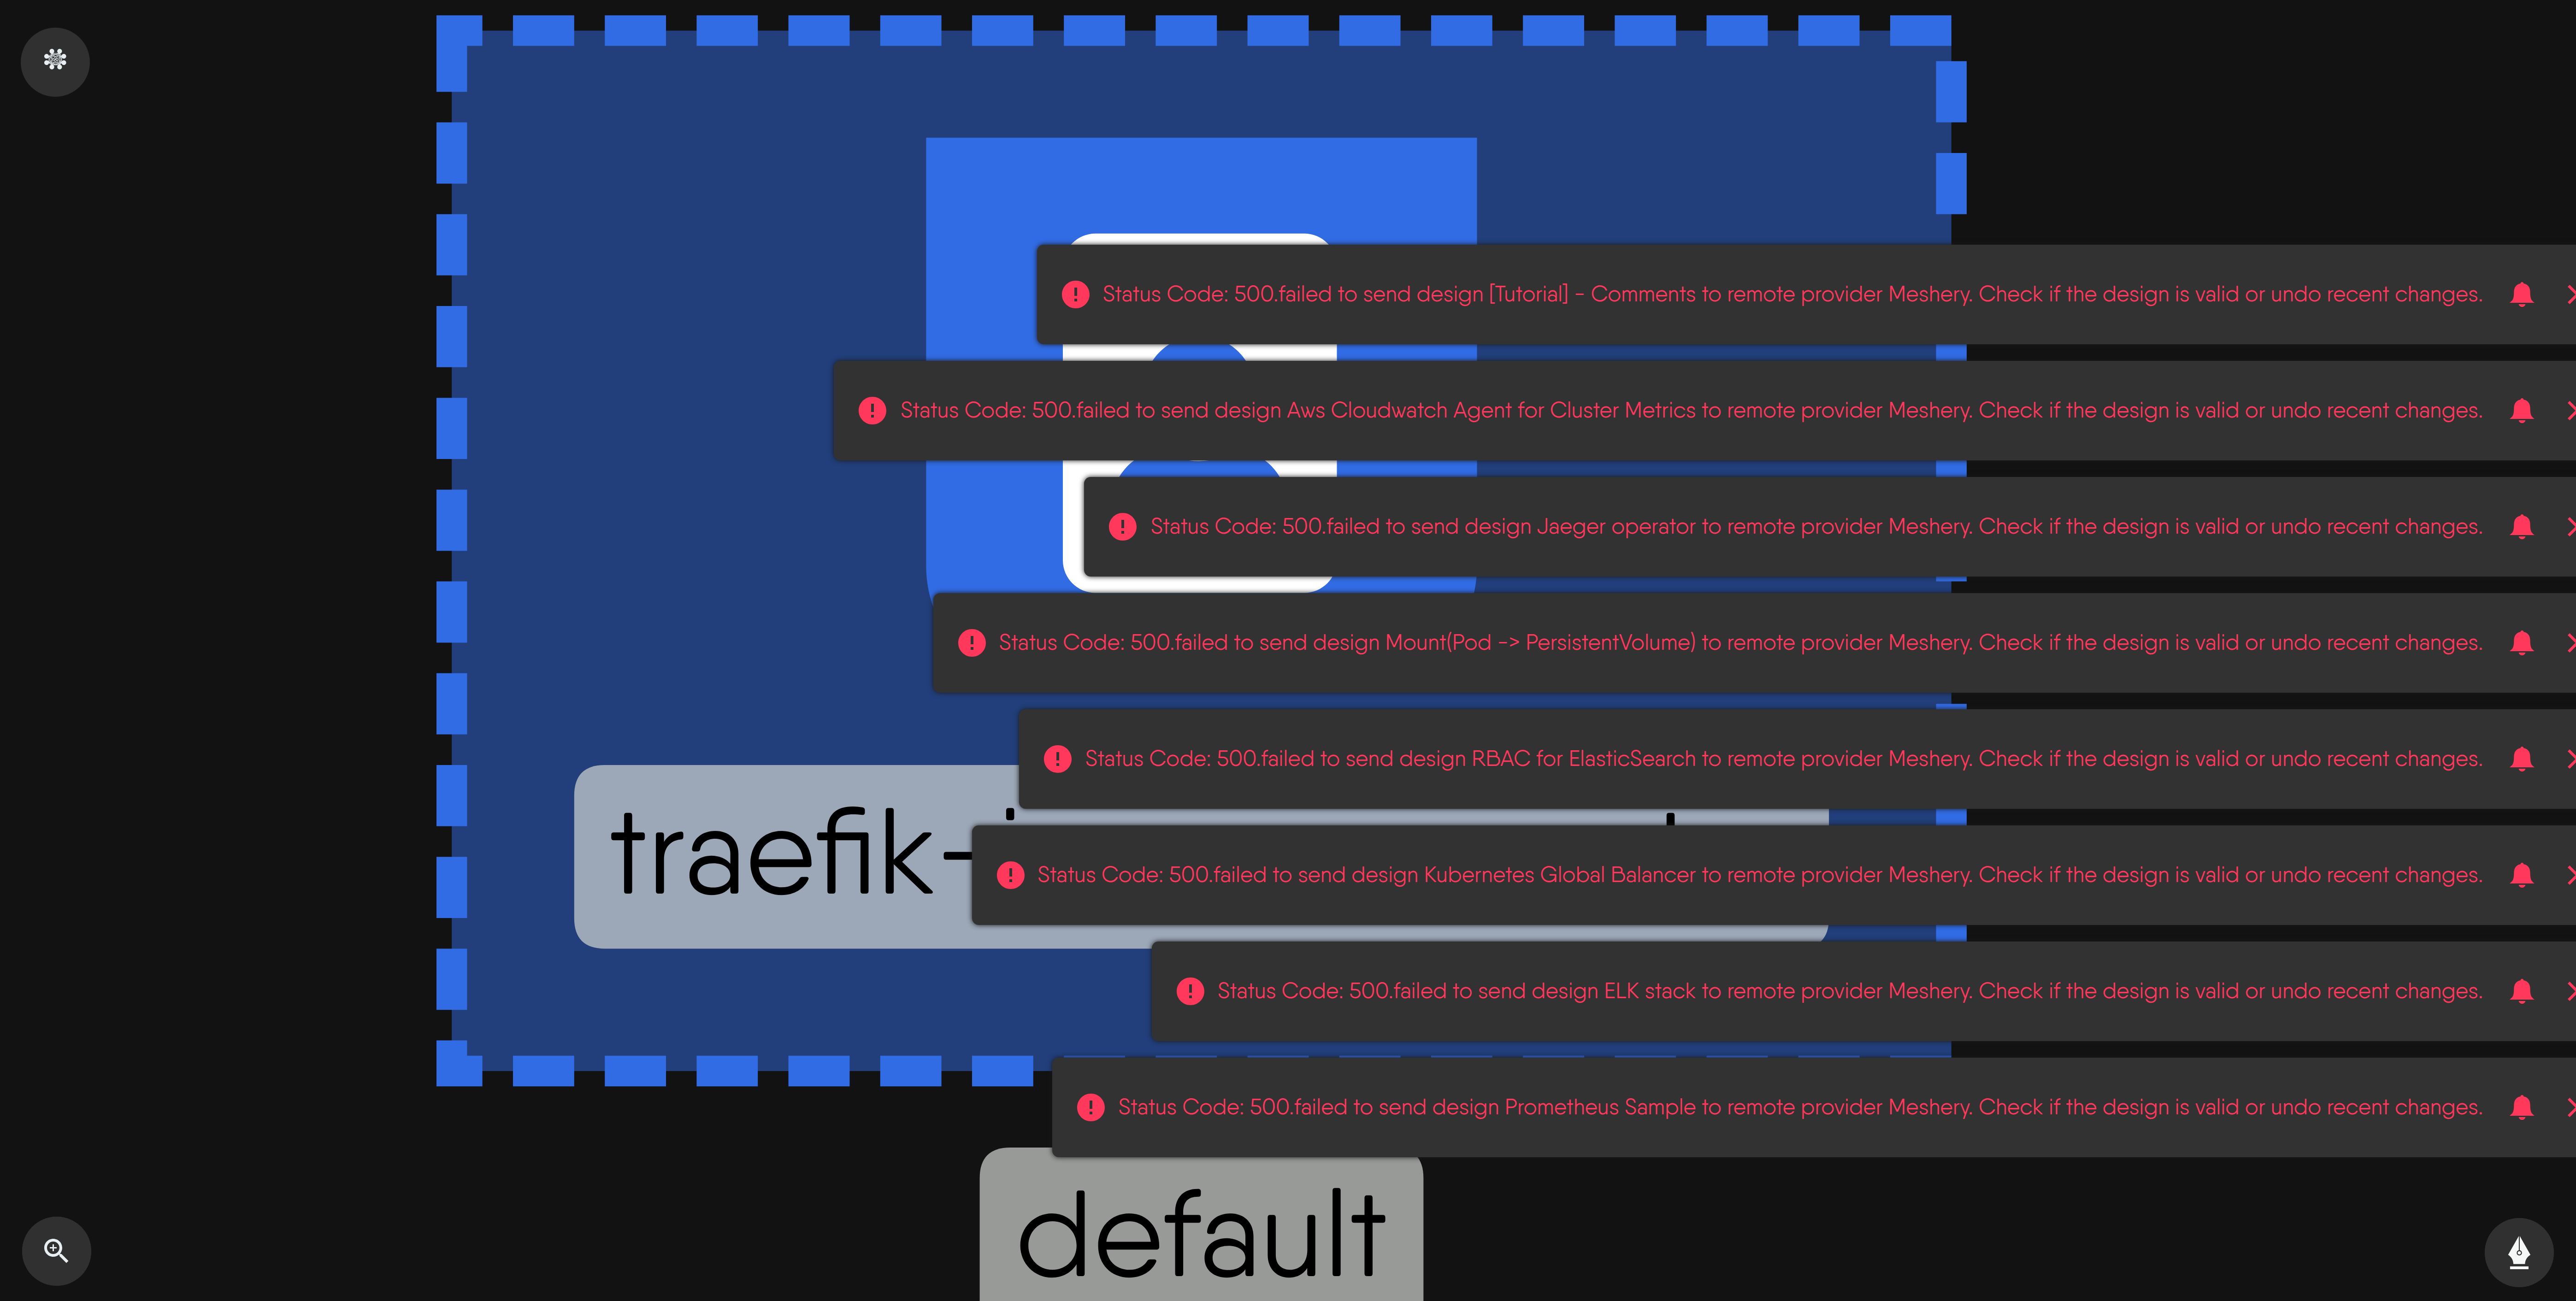 Status Code: 500.failed to send design [Tutorial] - Comments to remote provider Meshery. Check if the design is valid or undo recent changes.
Status Code: 500.failed to send design Aws Cloudwatch Agent for Cluster Metrics to remote provider Meshery. Check if the design is valid or undo recent changes.
Status Code: 500.failed to send design Jaeger operator to remote provider Meshery. Check if the design is valid or undo recent changes.
Status Code: 500.failed to send design Mount(Pod -> PersistentVolume) to remote provider Meshery. Check if the design is valid or undo recent changes.
Status Code: 500.failed to send design RBAC for ElasticSearch to remote provider Meshery. Check if the design is valid or undo recent changes.
traefik-
Status Code: 500.failed to send design Kubernetes Global Balancer to remote provider Meshery. Check if the design is valid or undo recent changes.
Status Code: 500.failed to send design ELK stack to remote provider Meshery. Check if the design is valid or undo recent changes.
Status Code: 500.failed to send design Prometheus Sample to remote provider Meshery. Check if the design is valid or undo recent changes.
default